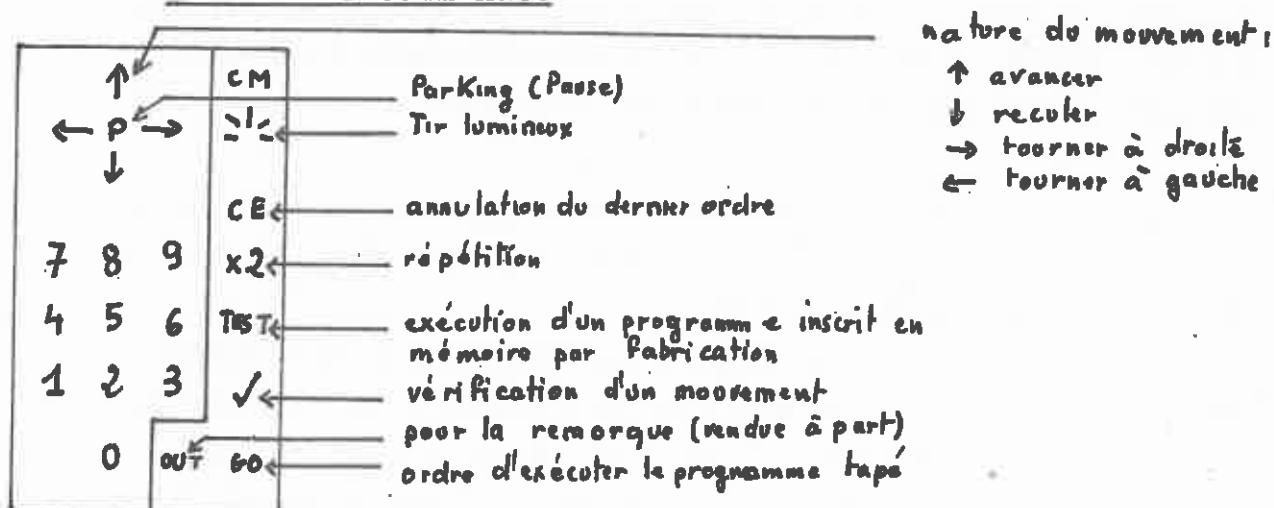 nature du mouvement :
↑ avancer
↓ reculer
→ tourner à droite
← tourner à gauche
↑ CM
← P → Parking (Pause)
Tir lumineux
↓
CE annulation du dernier ordre
7 8 9 x2 répétition
4 5 6 TEST exécution d'un programme inscrit en
mémoire par fabrication
1 2 3 ✓ vérification d'un mouvement
OUT pour la remorque (vendue à part)
0 GO ordre d'exécuter le programme tapé